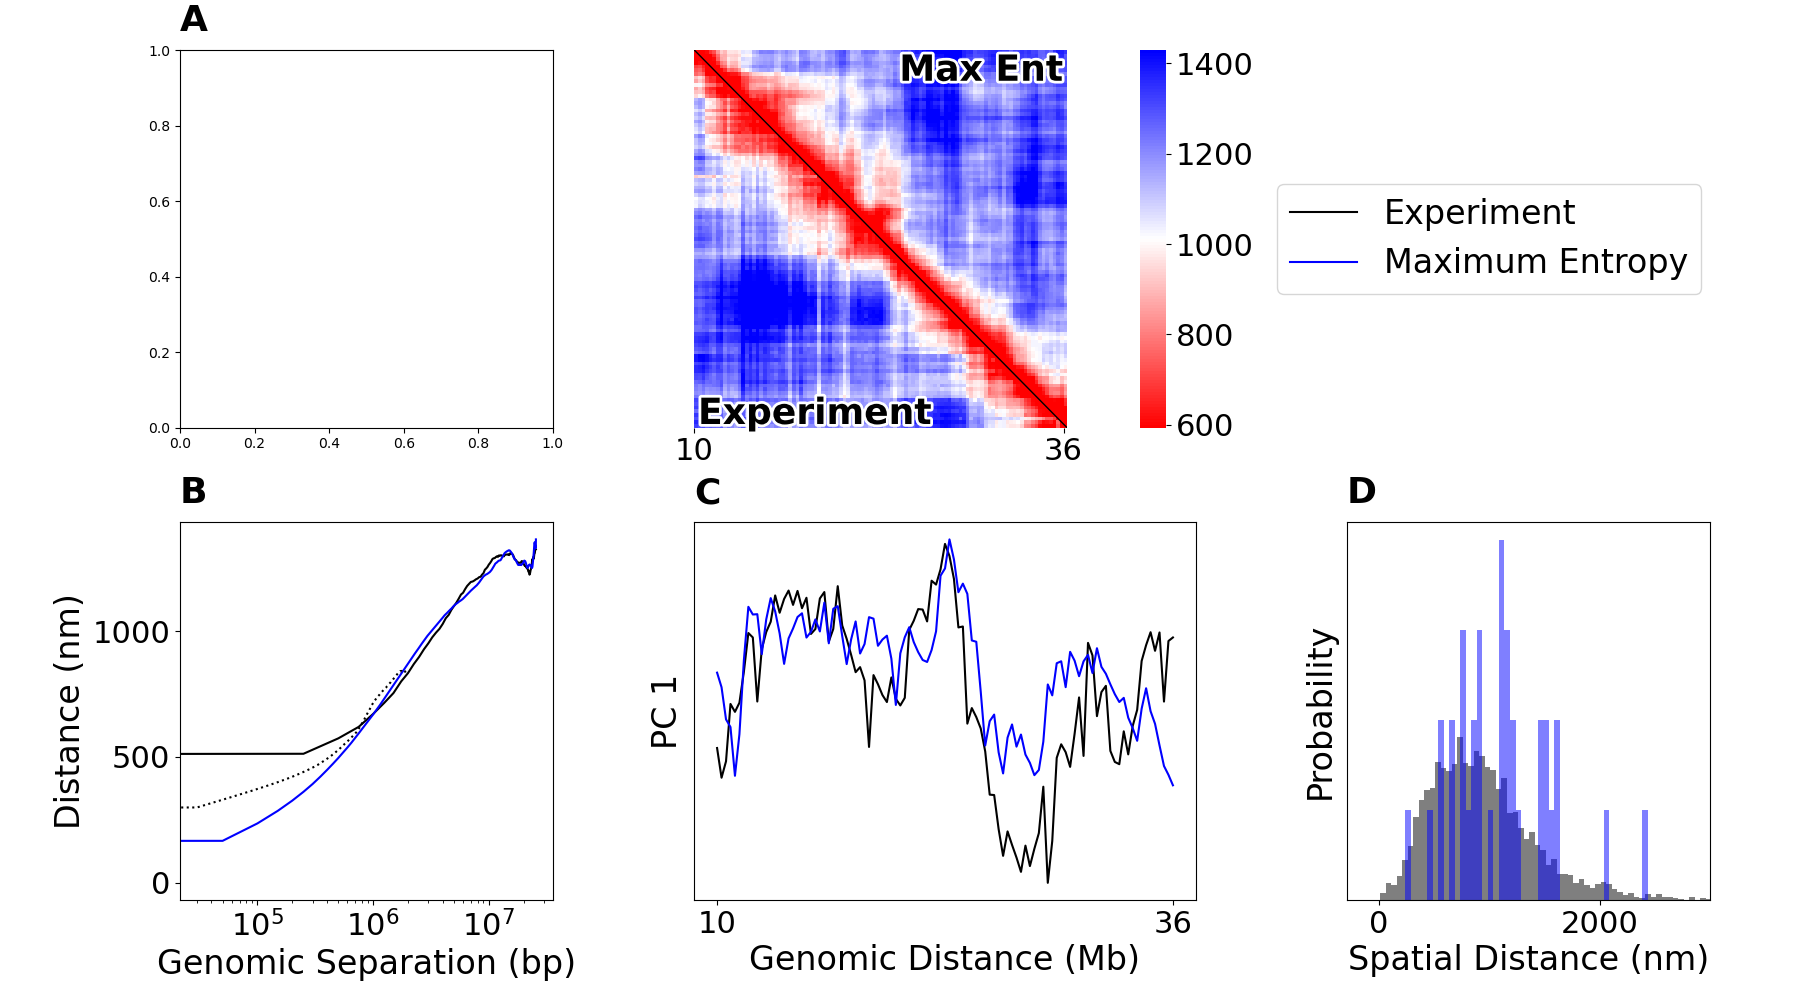 A
1.0
0.8
0.6
0.4
0.2
0.0
0.0 0.2 0.4 0.6 0.8 1.0
Max Ent
Experiment
10 36
1400
1200
1000
800
600
Experiment
Maximum Entropy
B
Distance (nm)
1000
500
0
10⁵ 10⁶ 10⁷
Genomic Separation (bp)
C
PC 1
10 36
Genomic Distance (Mb)
D
Probability
0 2000
Spatial Distance (nm)